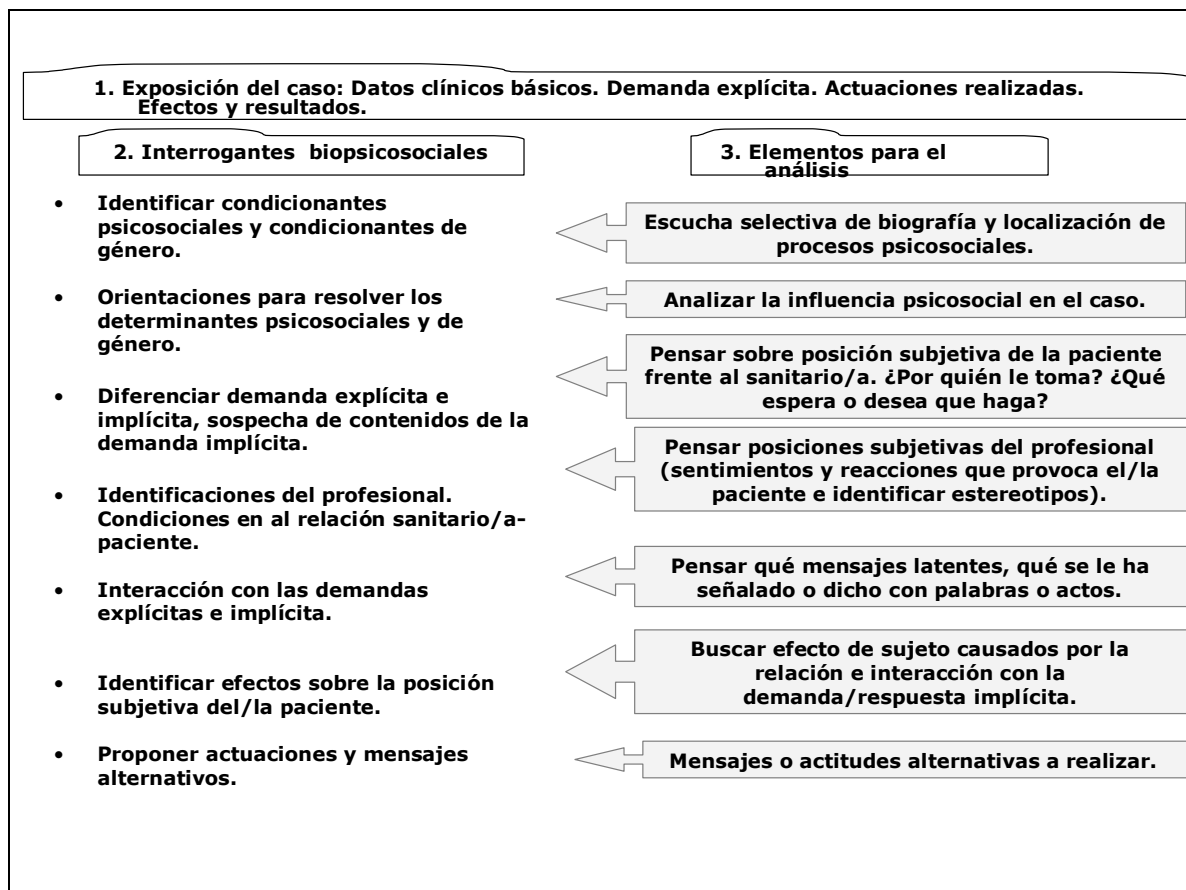 1. Exposición del caso: Datos clínicos básicos. Demanda explícita. Actuaciones realizadas.
Efectos y resultados.
2. Interrogantes biopsicosociales
• Identificar condicionantes
psicosociales y condicionantes de
género.
• Orientaciones para resolver los
determinantes psicosociales y de
género.
• Diferenciar demanda explícita e
implícita, sospecha de contenidos de la
demanda implícita.
• Identificaciones del profesional.
Condiciones en al relación sanitario/a-
paciente.
• Interacción con las demandas
explícitas e implícita.
• Identificar efectos sobre la posición
subjetiva del/la paciente.
• Proponer actuaciones y mensajes
alternativos.
3. Elementos para el
análisis
Escucha selectiva de biografía y localización de
procesos psicosociales.
Analizar la influencia psicosocial en el caso.
Pensar sobre posición subjetiva de la paciente
frente al sanitario/a. ¿Por quién le toma? ¿Qué
espera o desea que haga?
Pensar posiciones subjetivas del profesional
(sentimientos y reacciones que provoca el/la
paciente e identificar estereotipos).
Pensar qué mensajes latentes, qué se le ha
señalado o dicho con palabras o actos.
Buscar efecto de sujeto causados por la
relación e interacción con la
demanda/respuesta implícita.
Mensajes o actitudes alternativas a realizar.